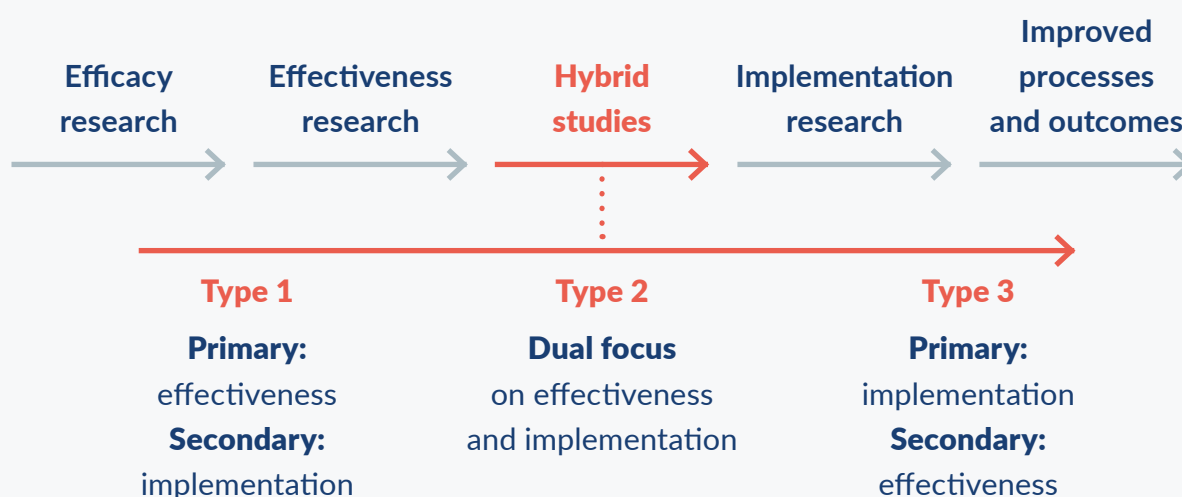 Efficacy
research
Effectiveness
research
Hybrid
studies
Implementation
research
Improved
processes
and outcomes
Type 1
Primary:
effectiveness
Secondary:
implementation
Type 2
Dual focus
on effectiveness
and implementation
Type 3
Primary:
implementation
Secondary:
effectiveness